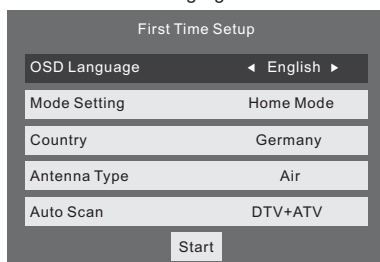 First Time Setup
OSD Language ◄ English ►
Mode Setting Home Mode
Country Germany
Antenna Type Air
Auto Scan DTV+ATV
Start